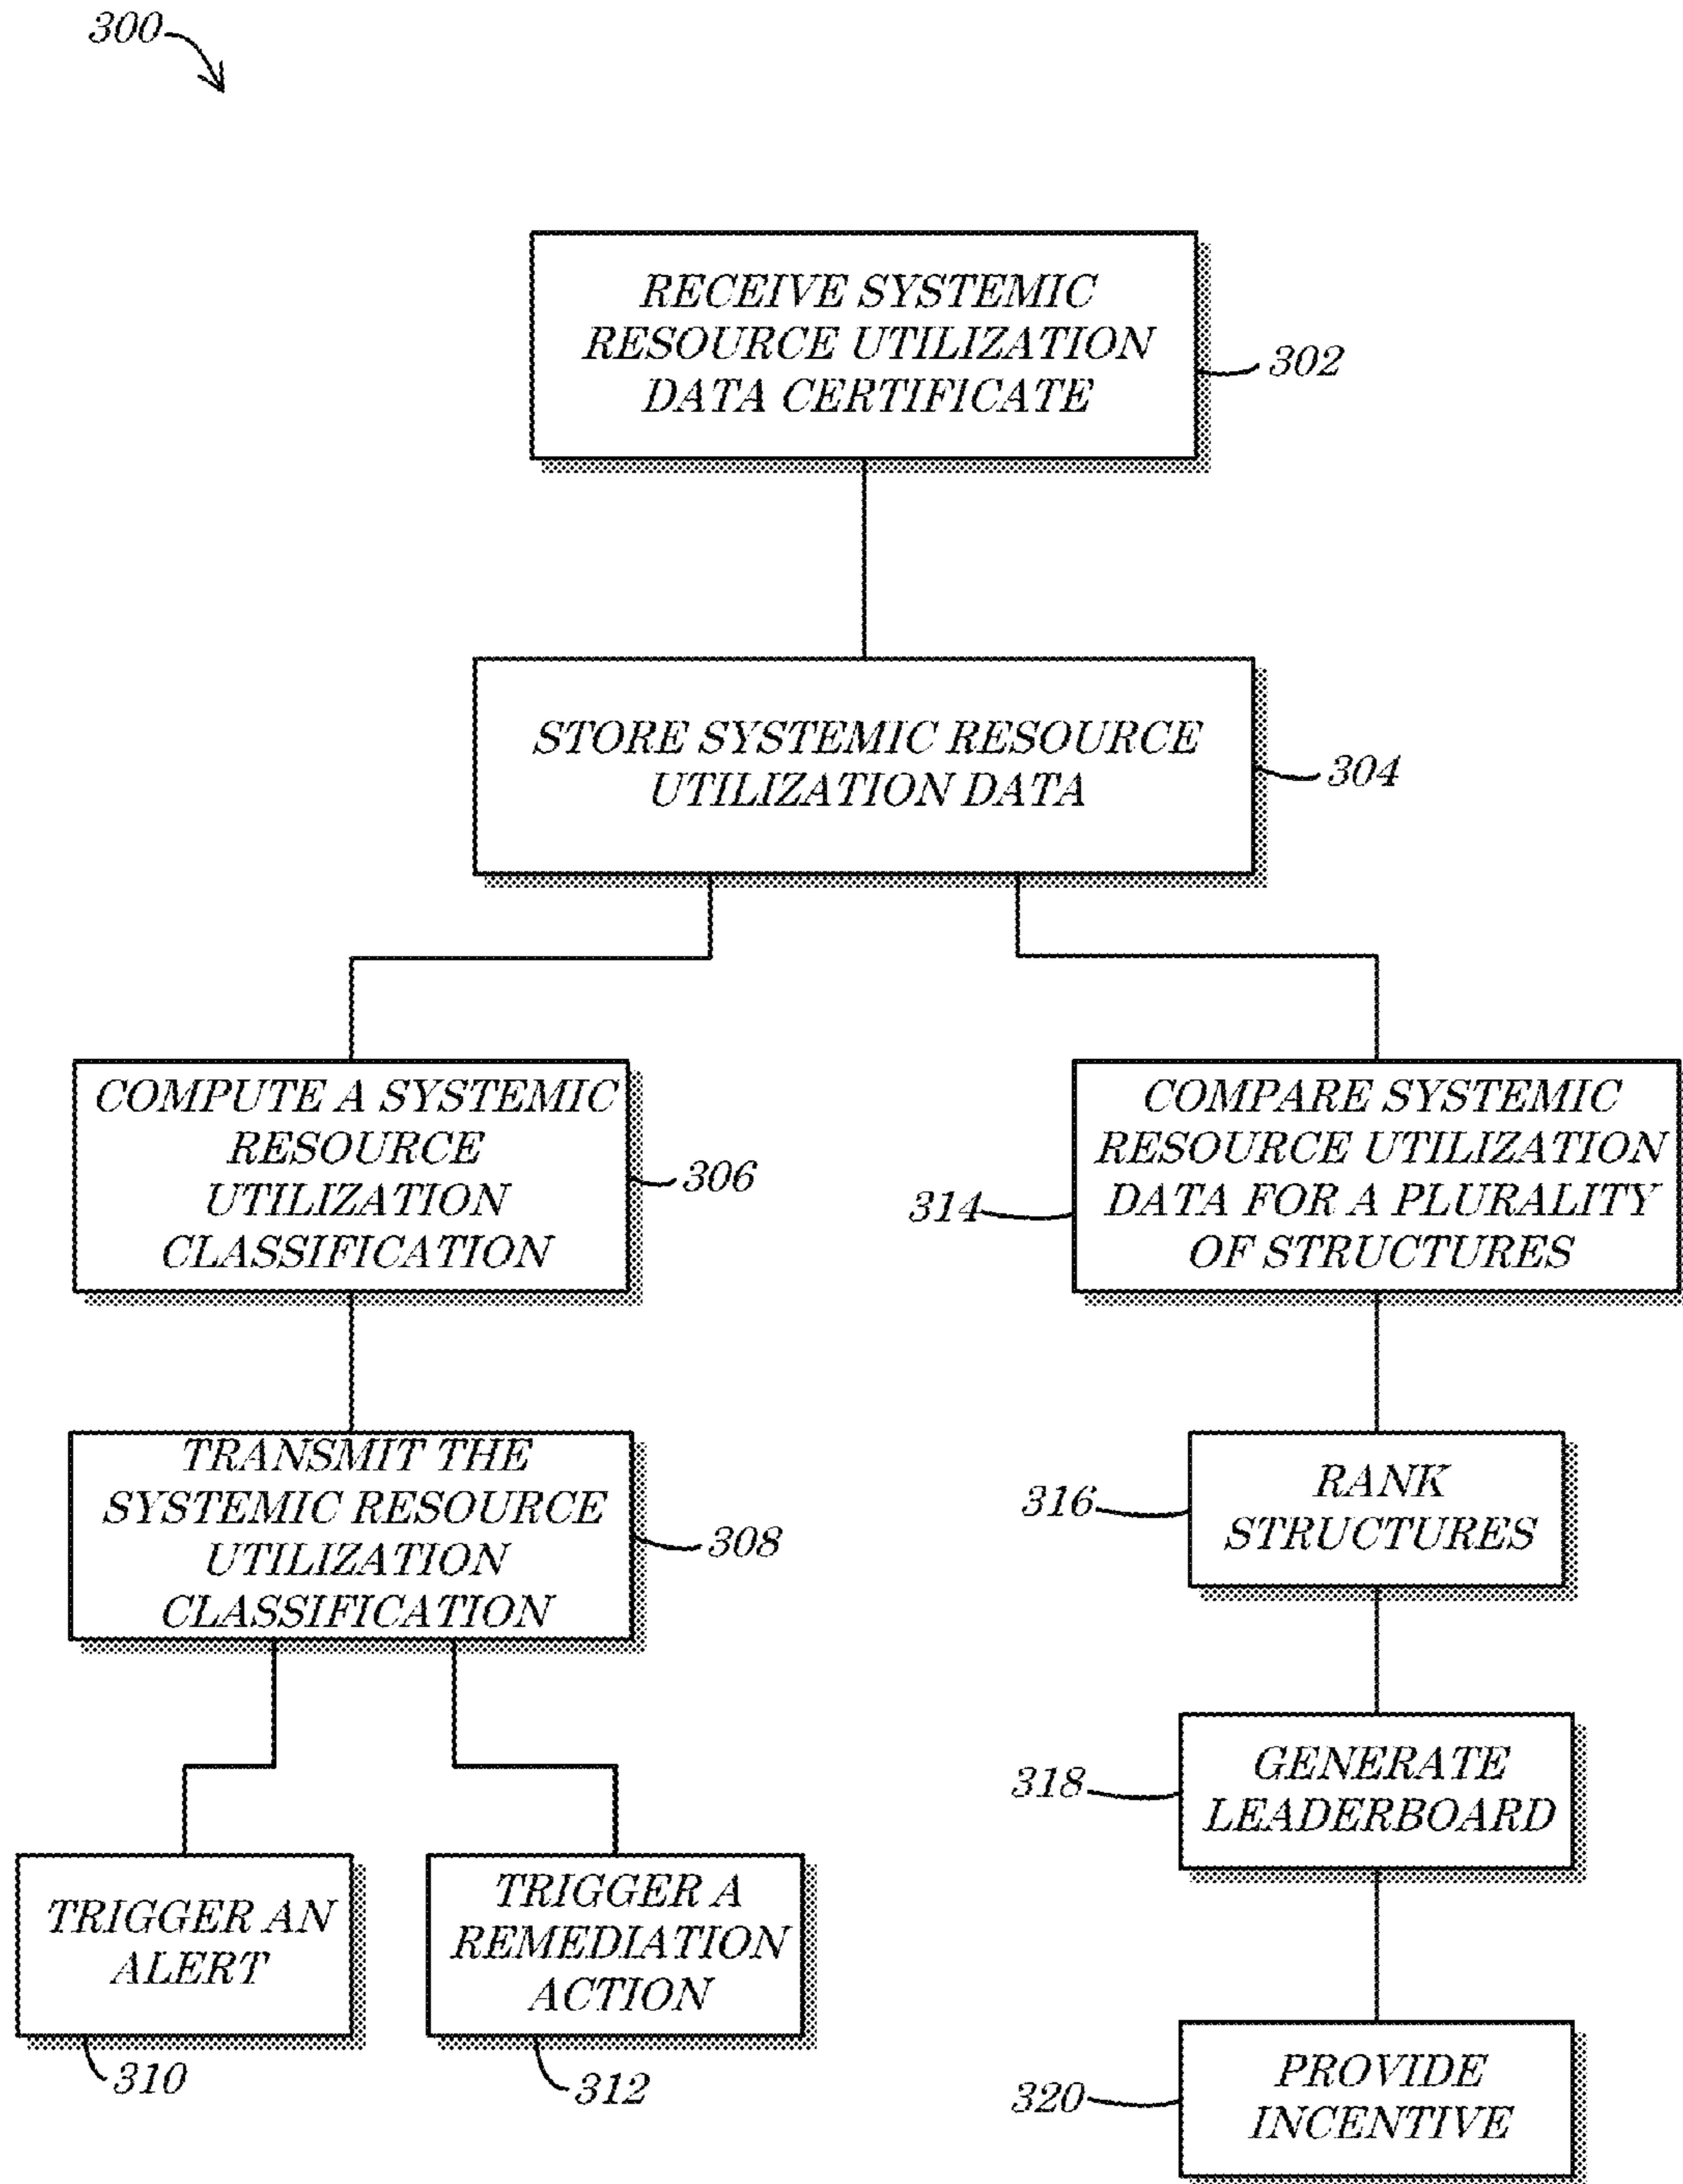 300
RECEIVE SYSTEMIC
RESOURCE UTILIZATION
DATA CERTIFICATE
302
STORE SYSTEMIC RESOURCE
UTILIZATION DATA
304
COMPUTE A SYSTEMIC
RESOURCE
UTILIZATION
CLASSIFICATION
306
TRANSMIT THE
SYSTEMIC RESOURCE
UTILIZATION
CLASSIFICATION
308
TRIGGER AN
ALERT
310
TRIGGER A
REMEDIATION
ACTION
312
COMPARE SYSTEMIC
RESOURCE UTILIZATION
DATA FOR A PLURALITY
OF STRUCTURES
314
RANK
STRUCTURES
316
GENERATE
LEADERBOARD
318
PROVIDE
INCENTIVE
320